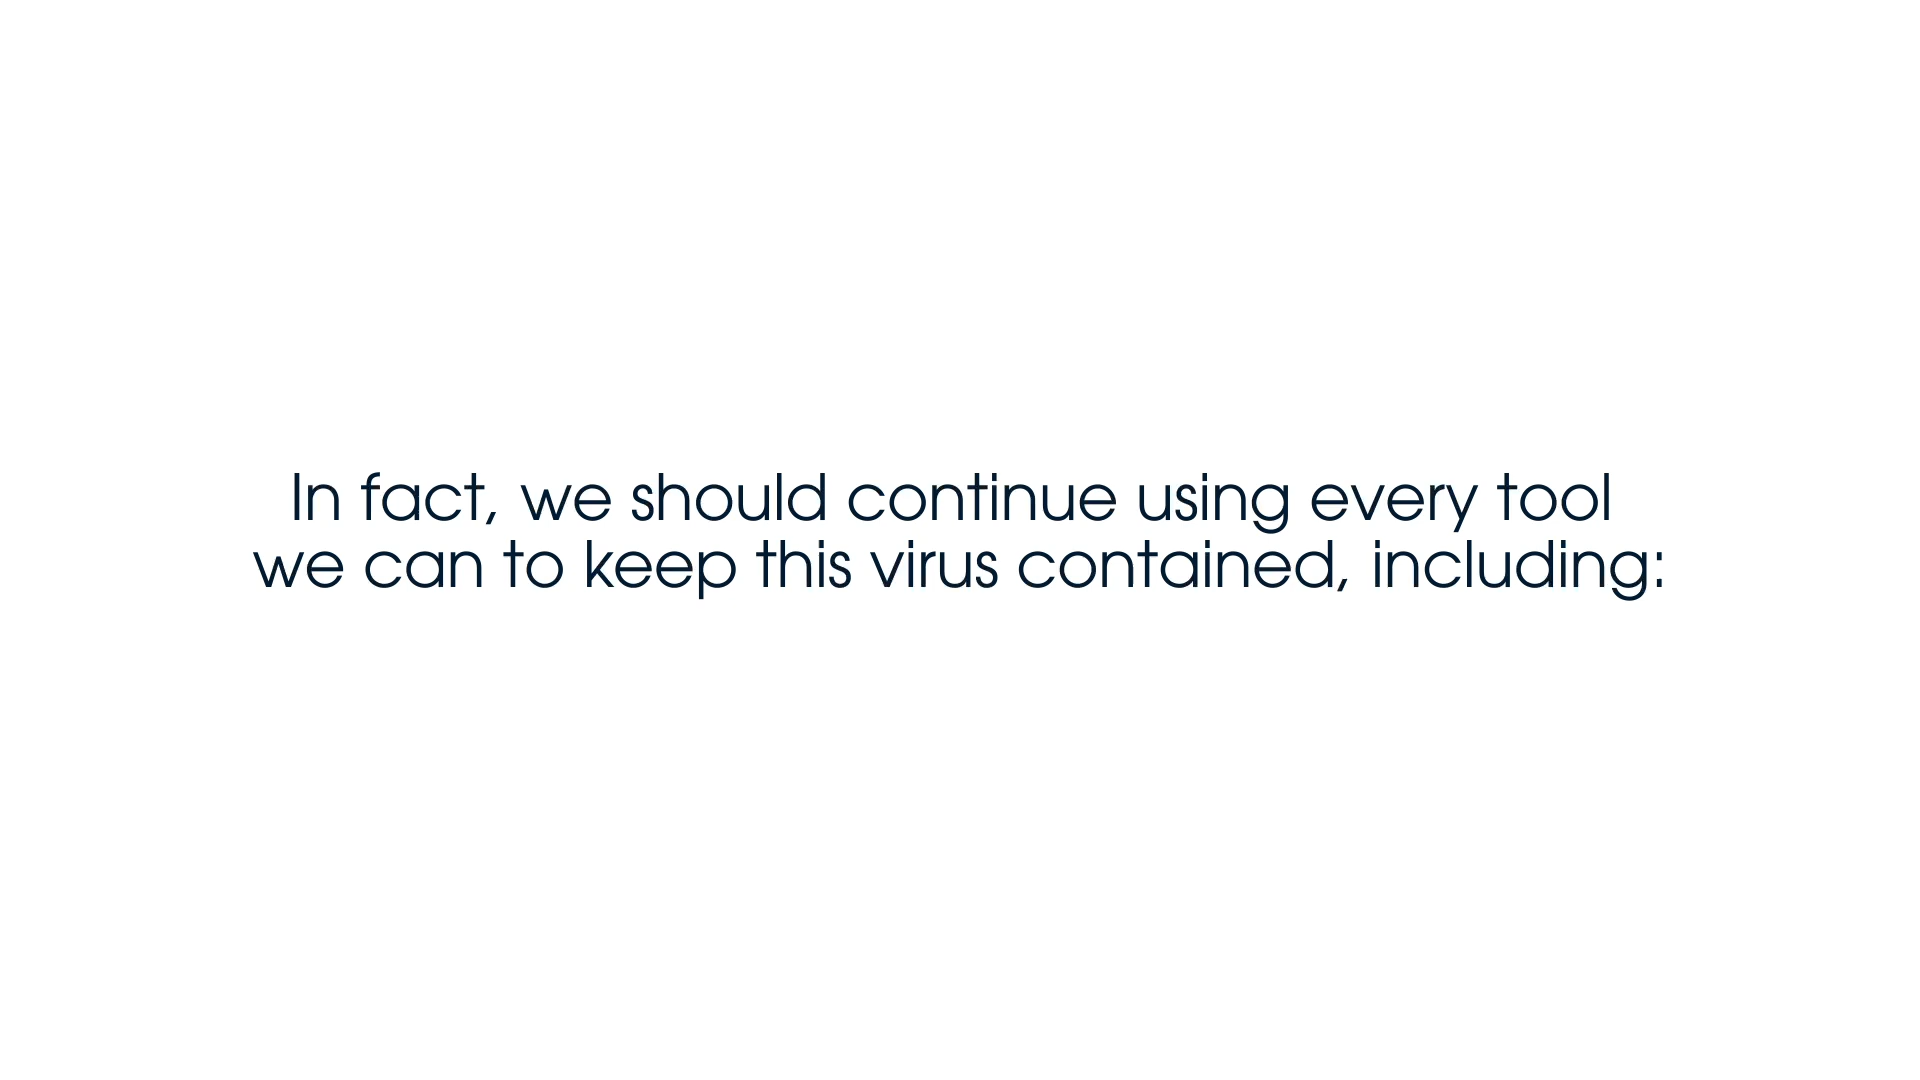 In fact, we should continue using every tool
we can to keep this virus contained, including: